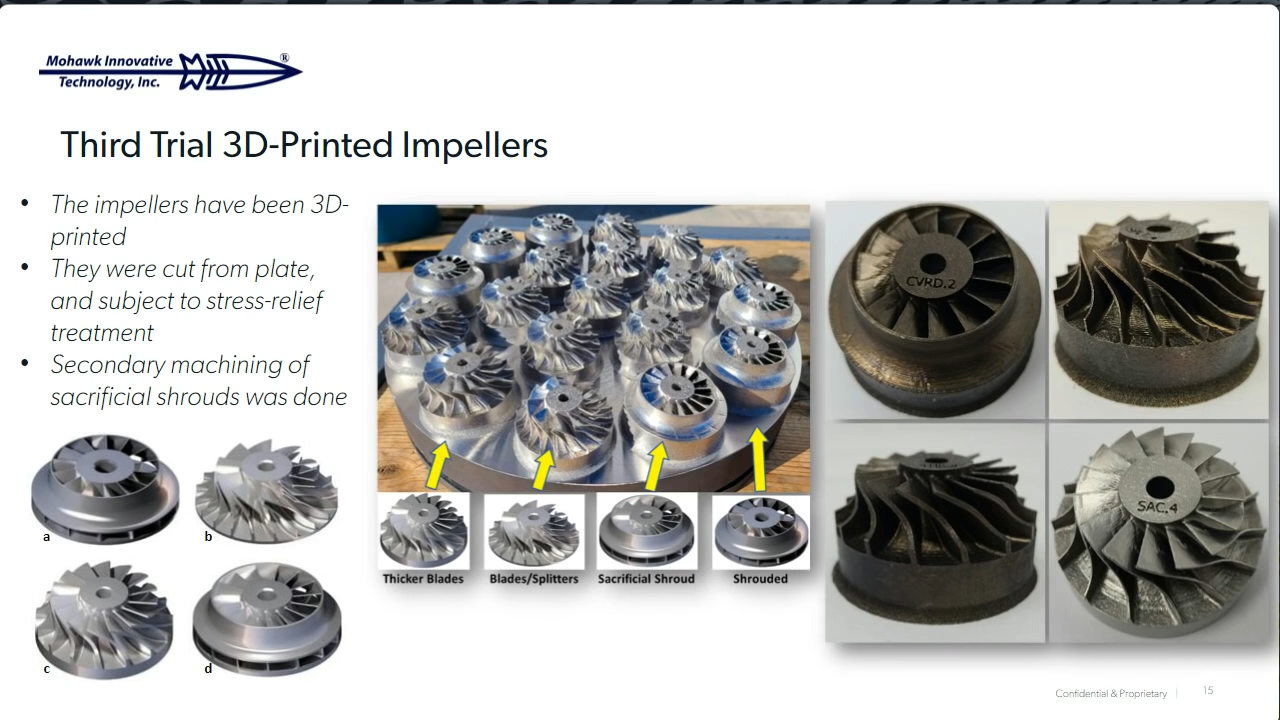 Mohawk Innovative
Technology, Inc.
®
Third Trial 3D-Printed Impellers
• The impellers have been 3D-
printed
• They were cut from plate,
and subject to stress-relief
treatment
• Secondary machining of
sacrificial shrouds was done
a
b
c
d
Thicker Blades
Blades/Splitters
Sacrificial Shroud
Shrouded
CVRD.2
SAC.4
Confidential & Proprietary |
15